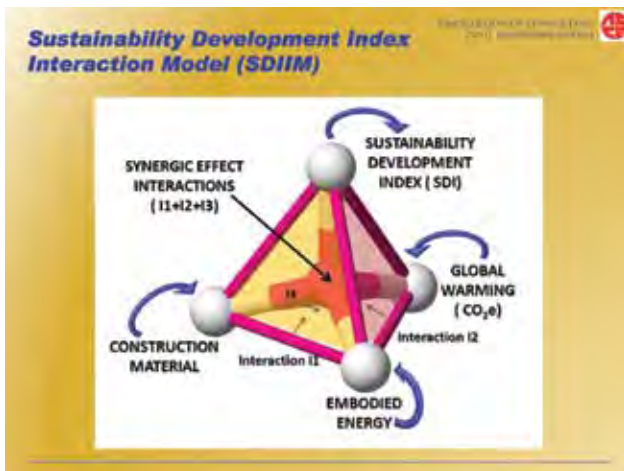 Sustainability Development Index
Interaction Model (SDIIM)
SYNERGIC EFFECT
INTERACTIONS
( I1+I2+I3)
SUSTAINABILITY
DEVELOPMENT
INDEX ( SDI)
GLOBAL
WARMING
( CO₂e)
I3
Interaction I2
Interaction I1
CONSTRUCTION
MATERIAL
EMBODIED
ENERGY